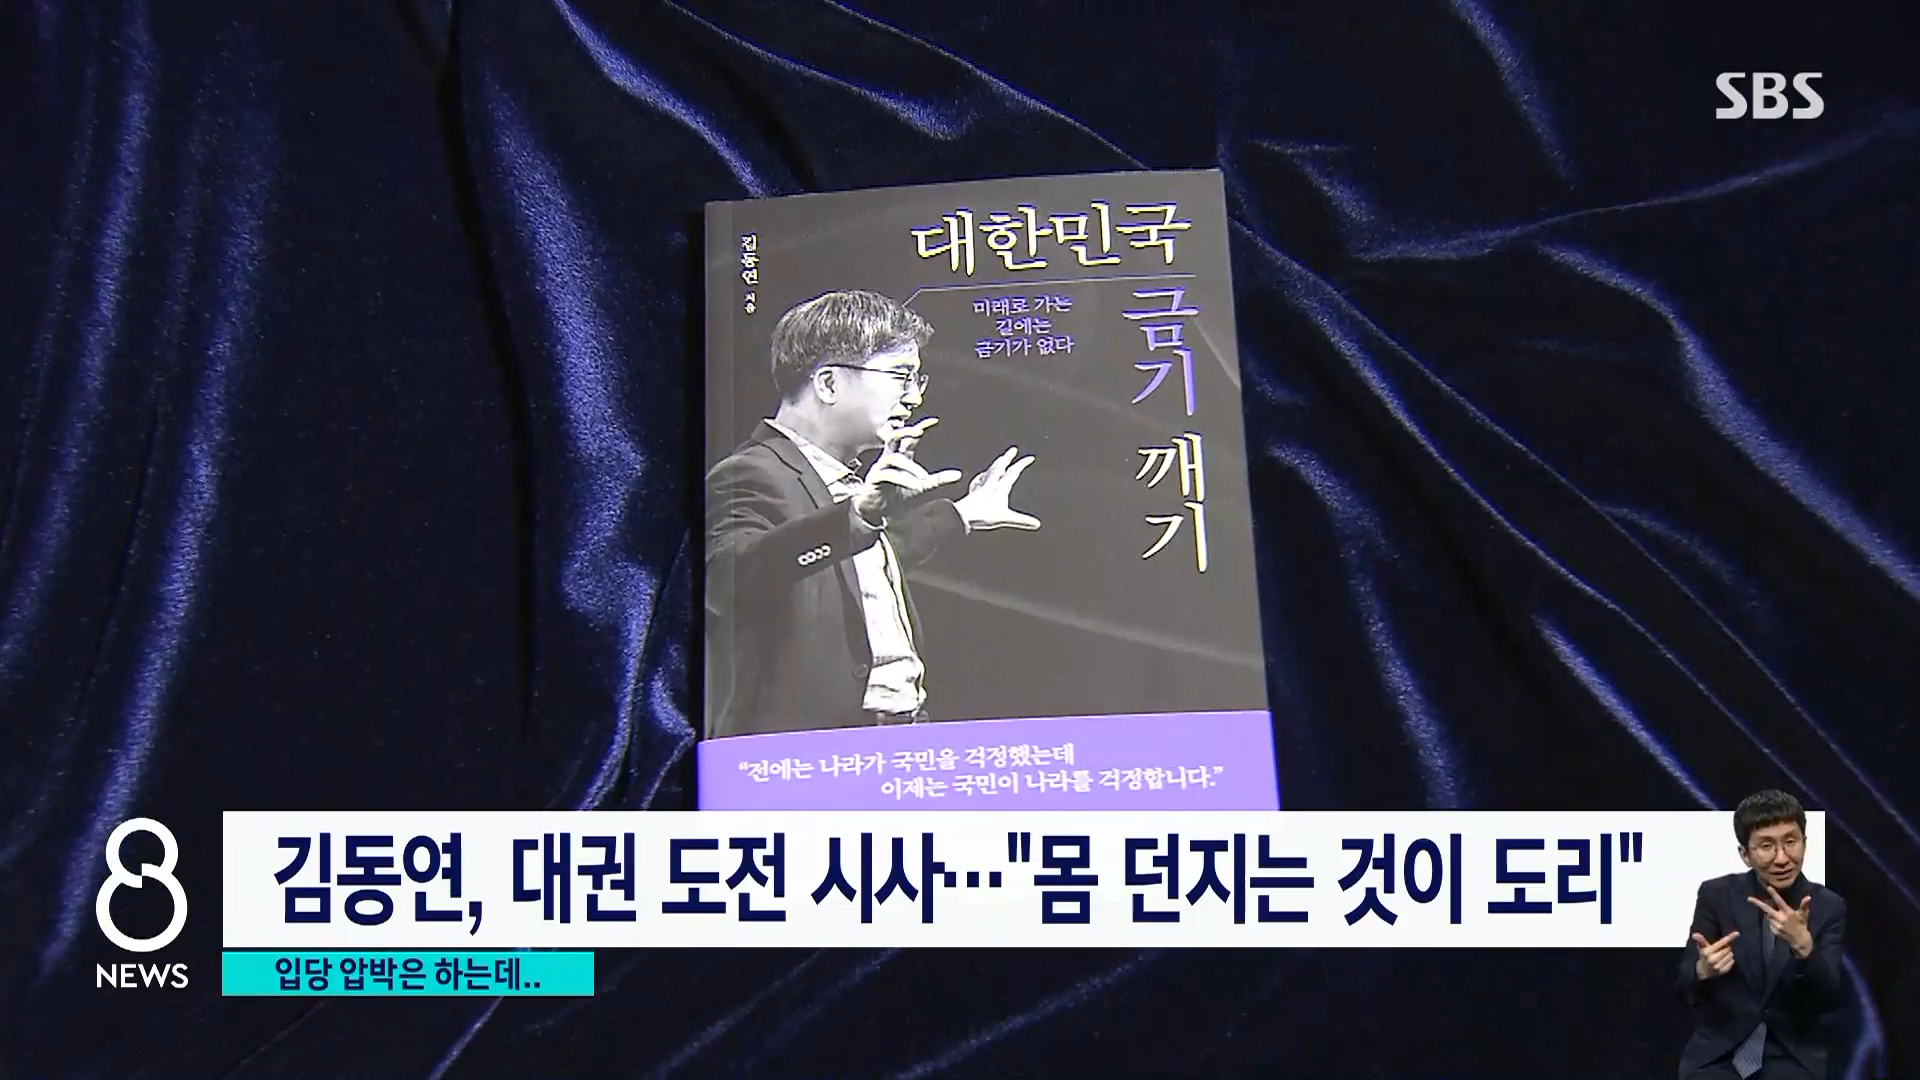 SBS
대한민국
금기
깨기
김동연 지음
미래로 가는
길에는
금기가 없다
“전에는 나라가 국민을 걱정했는데
이제는 국민이 나라를 걱정합니다.”
8
NEWS
김동연, 대권 도전 시사…"몸 던지는 것이 도리"
입당 압박은 하는데..